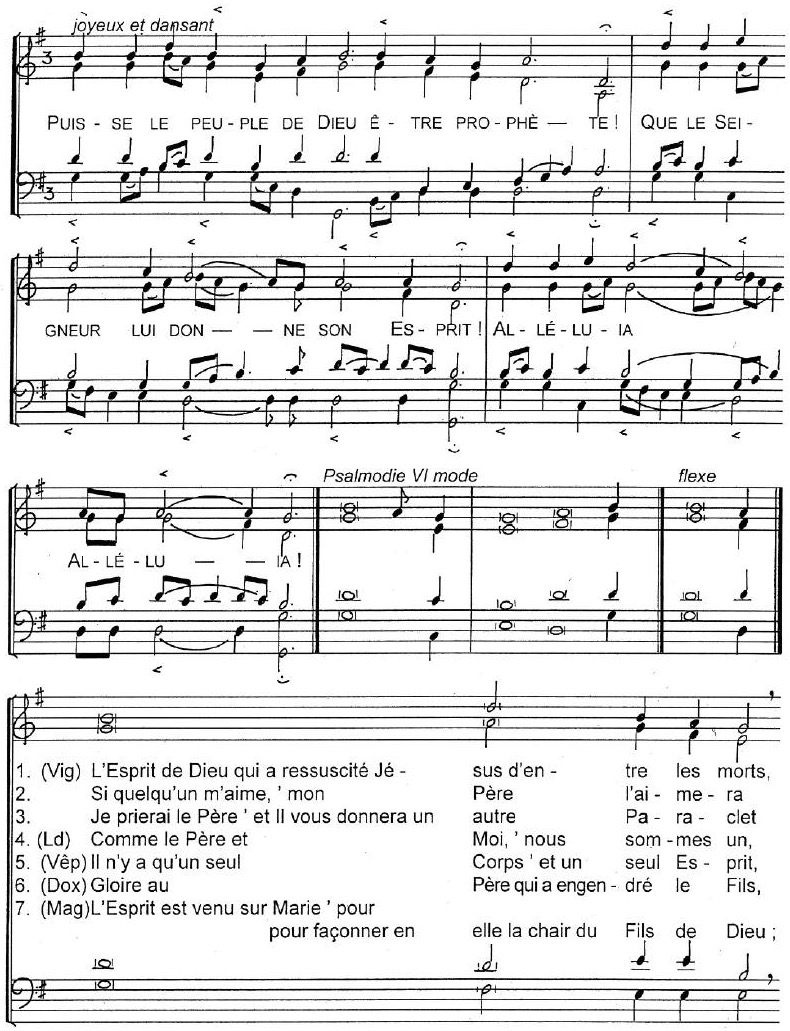 joyeux et dansant
3
PUIS - SE LE PEU - PLE DE DIEU Ê - TRE PRO - PHÈ — TE ! QUE LE SEI -
3
GNEUR LUI DON — — NE SON ES - PRIT ! AL - LÉ - LU - IA
Psalmodie VI mode flexe
AL - LÉ - LU — — IA !
1. (Vig) L'Esprit de Dieu qui a ressuscité Jé - sus d'en - tre les morts,
2. Si quelqu'un m'aime, ' mon Père l'ai - me - ra
3. Je prierai le Père ' et Il vous donnera un autre Pa - ra - clet
4. (Ld) Comme le Père et Moi, ' nous som - mes un,
5. (Vêp) Il n'y a qu'un seul Corps ' et un seul Es - prit,
6. (Dox) Gloire au Père qui a engen - dré le Fils,
7. (Mag) L'Esprit est venu sur Marie ' pour
pour façonner en elle la chair du Fils de Dieu ;